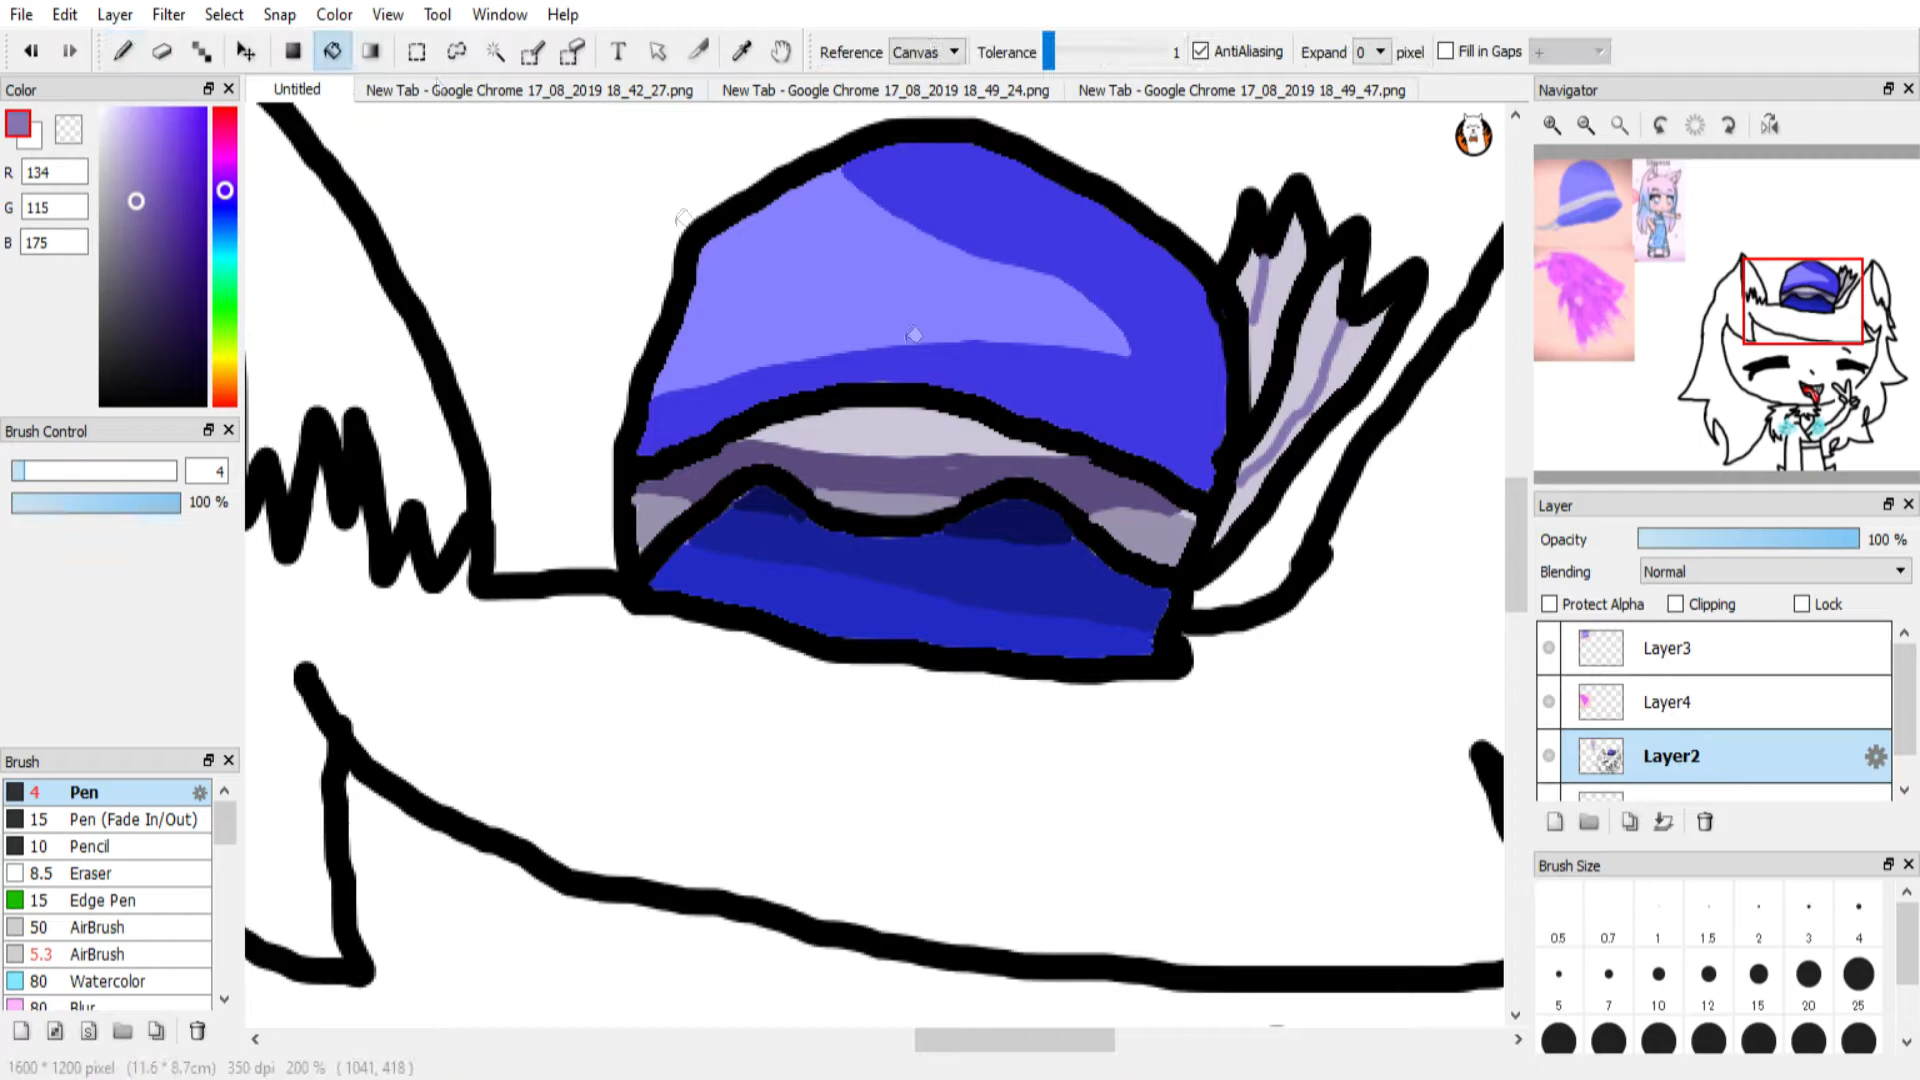 File Edit Layer Filter Select Snap Color View Tool Window Help
Reference Canvas Tolerance 1 AntiAliasing Expand 0 pixel Fill in Gaps +
Color
Untitled New Tab - Google Chrome 17_08_2019 18_42_27.png New Tab - Google Chrome 17_08_2019 18_49_24.png New Tab - Google Chrome 17_08_2019 18_49_47.png
Navigator
R 134
G 115
B 175
Brush Control
4
100 %
Layer
Opacity 100 %
Blending Normal
Protect Alpha Clipping Lock
Layer3
Layer4
Layer2
Brush
4 Pen
15 Pen (Fade In/Out)
10 Pencil
8.5 Eraser
15 Edge Pen
50 AirBrush
5.3 AirBrush
80 Watercolor
80 Blur
Brush Size
0.5 0.7 1 1.5 2 3 4
5 7 10 12 15 20 25
1600 * 1200 pixel (11.6 * 8.7cm) 350 dpi 200 % ( 1041, 418 )